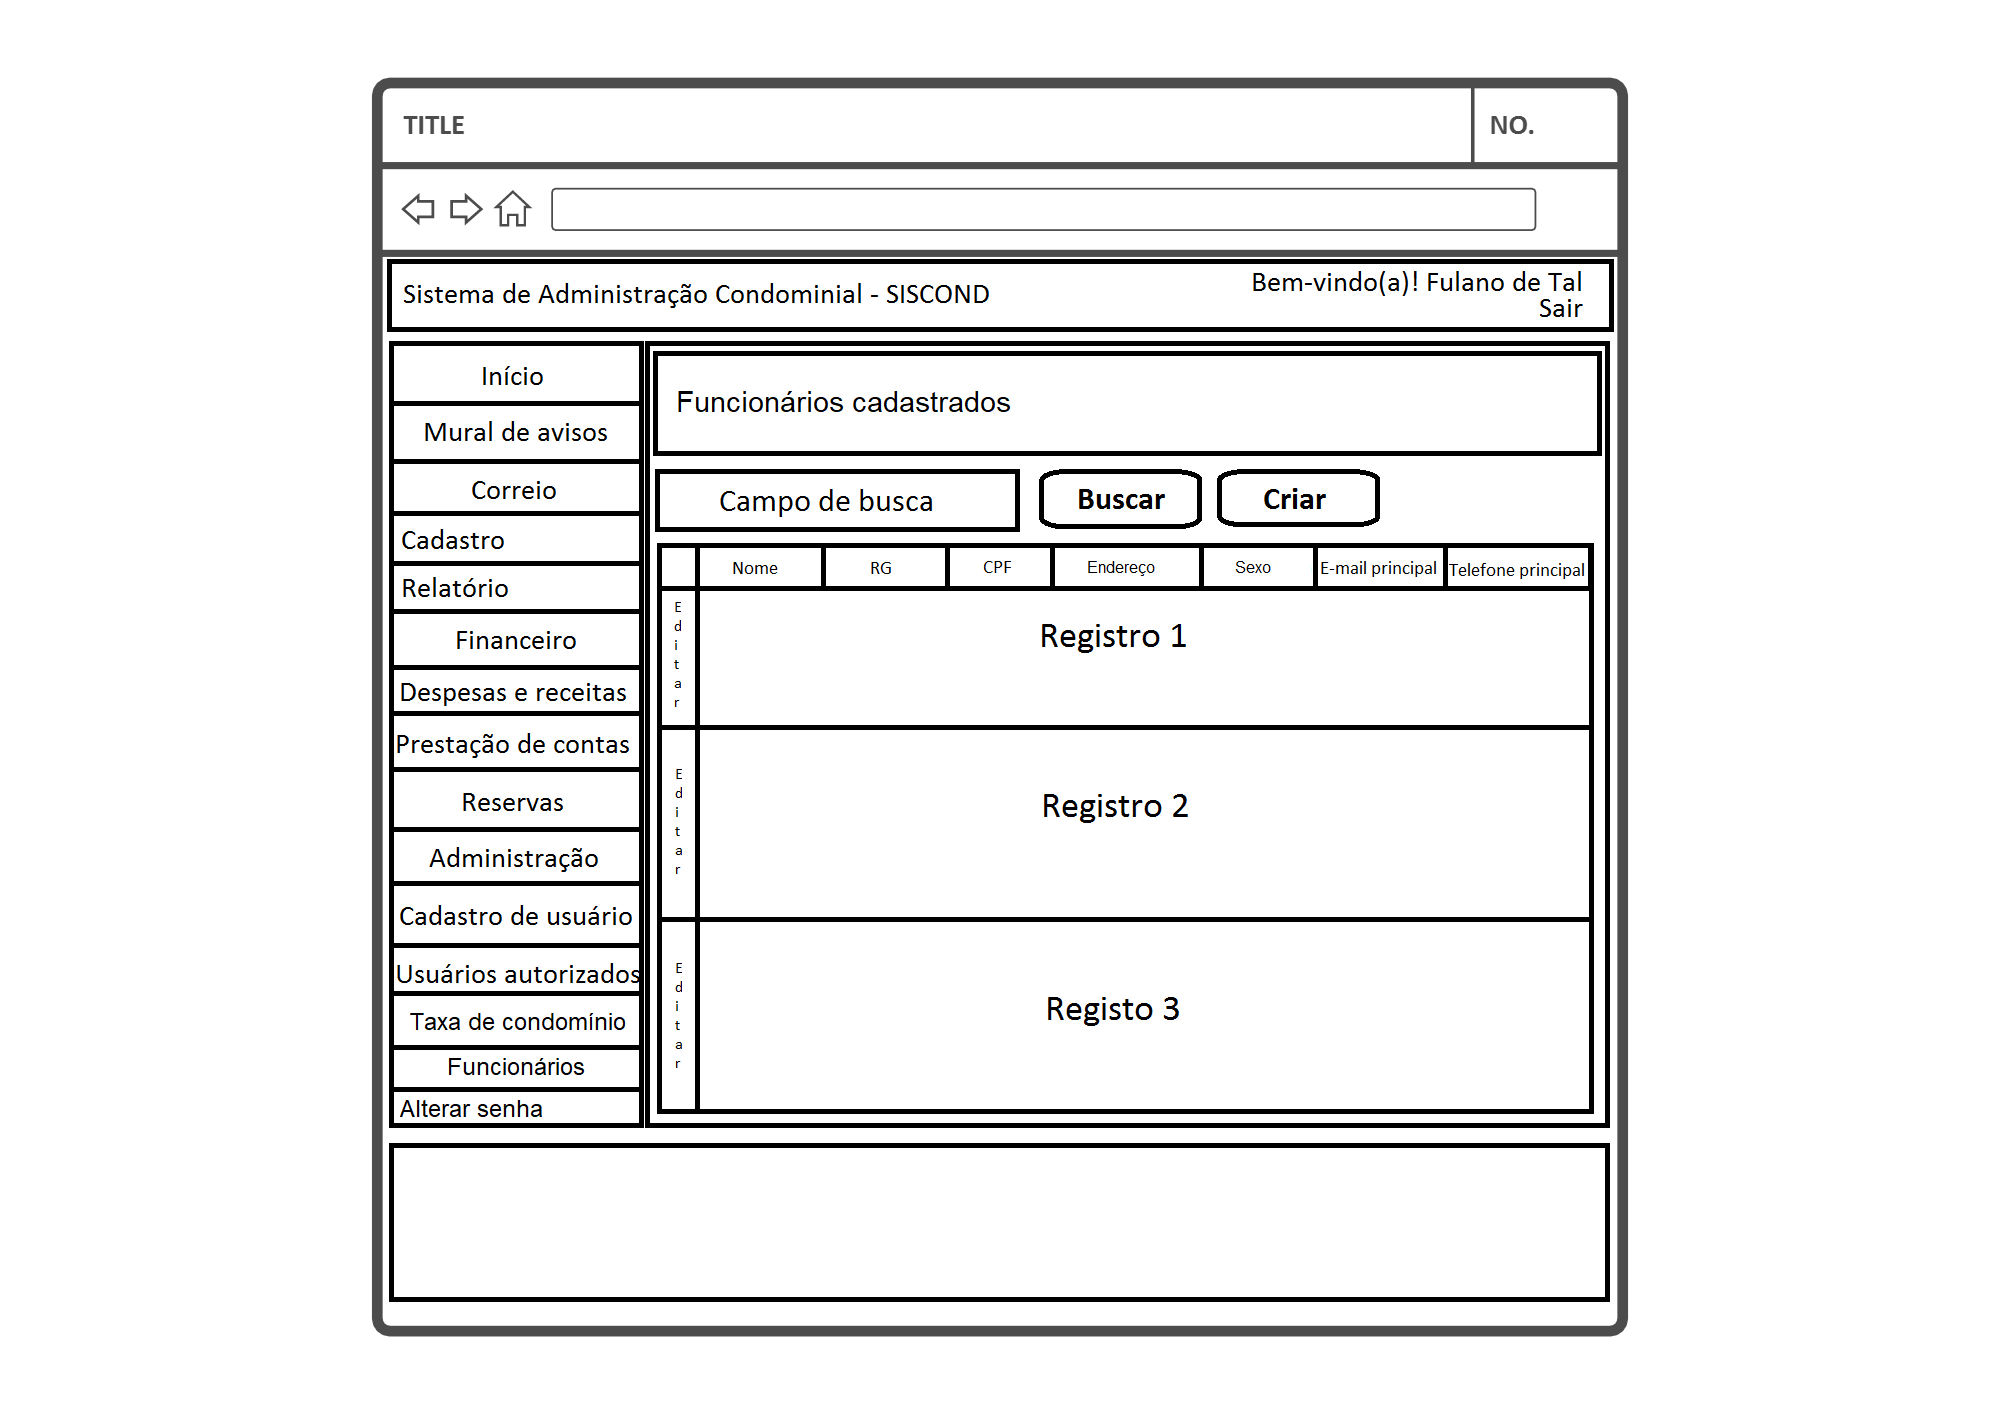 TITLE
NO.
Sistema de Administração Condominial - SISCOND
Bem-vindo(a)! Fulano de Tal
Sair
Início
Mural de avisos
Correio
Cadastro
Relatório
Financeiro
Despesas e receitas
Prestação de contas
Reservas
Administração
Cadastro de usuário
Usuários autorizados
Taxa de condomínio
Funcionários
Alterar senha
Funcionários cadastrados
Campo de busca
Buscar
Criar
Nome
RG
CPF
Endereço
Sexo
E-mail principal
Telefone principal
Editar
Registro 1
Editar
Registro 2
Editar
Registo 3